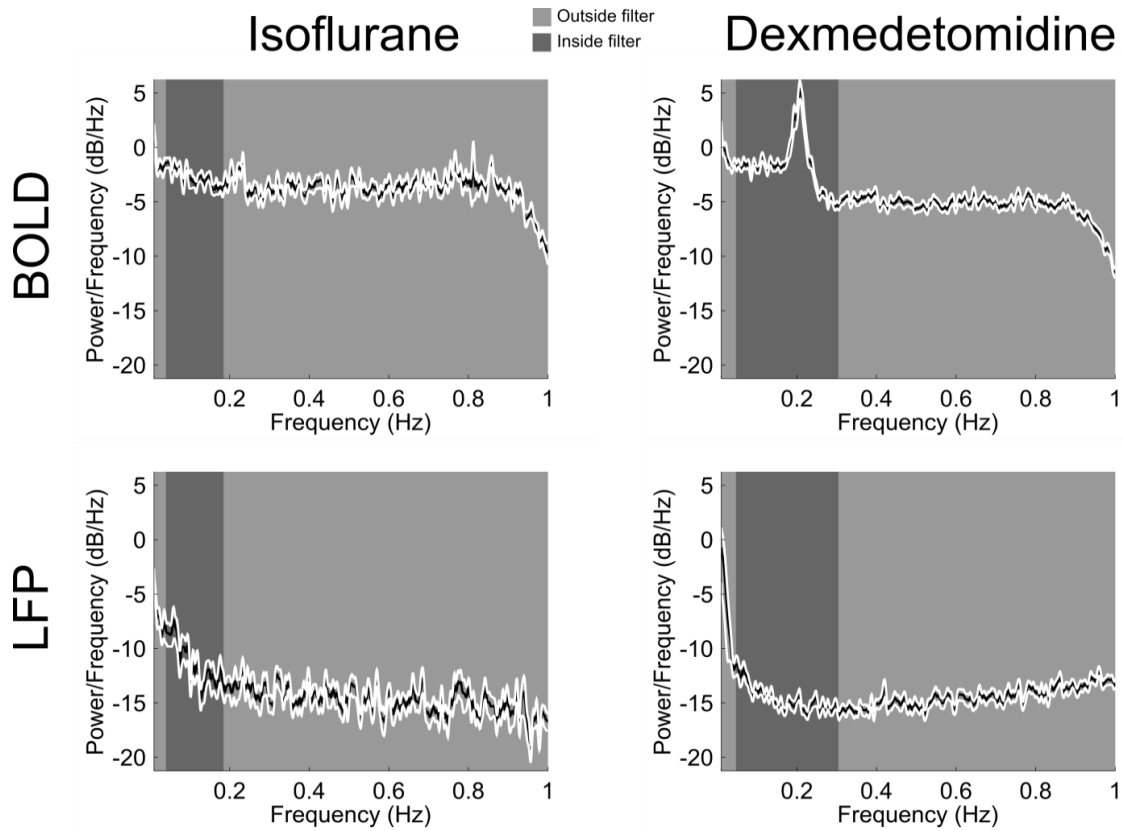 Isoflurane
Outside filter
Inside filter
Dexmedetomidine
BOLD
Power/Frequency (dB/Hz)
5
0
-5
-10
-15
-20
0.2 0.4 0.6 0.8 1
Frequency (Hz)
Power/Frequency (dB/Hz)
5
0
-5
-10
-15
-20
0.2 0.4 0.6 0.8 1
Frequency (Hz)
LFP
Power/Frequency (dB/Hz)
5
0
-5
-10
-15
-20
0.2 0.4 0.6 0.8 1
Frequency (Hz)
Power/Frequency (dB/Hz)
5
0
-5
-10
-15
-20
0.2 0.4 0.6 0.8 1
Frequency (Hz)